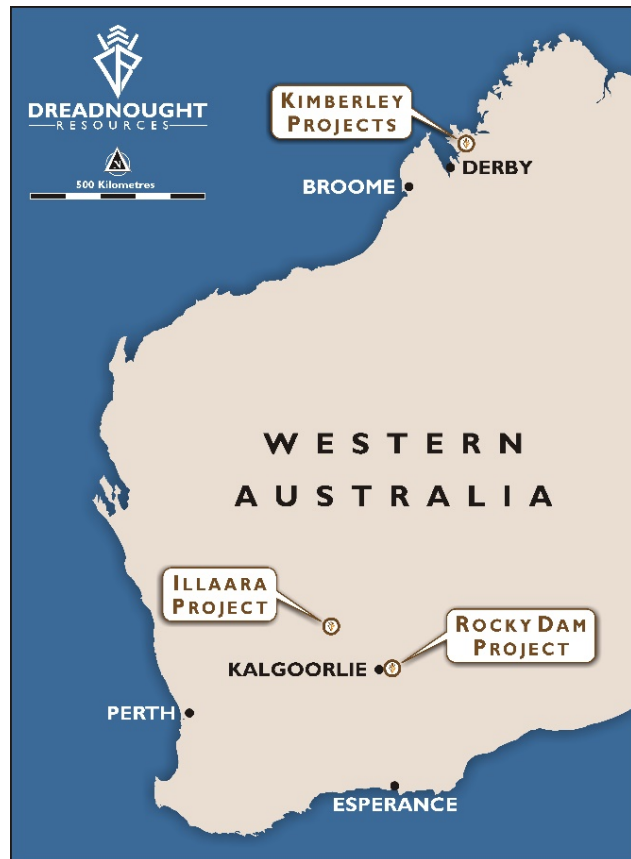 DREADNOUGHT
RESOURCES
N
500 Kilometres
KIMBERLEY
PROJECTS
DERBY
BROOME
WESTERN
AUSTRALIA
ILLAARA
PROJECT
ROCKY DAM
PROJECT
KALGOORLIE
PERTH
ESPERANCE